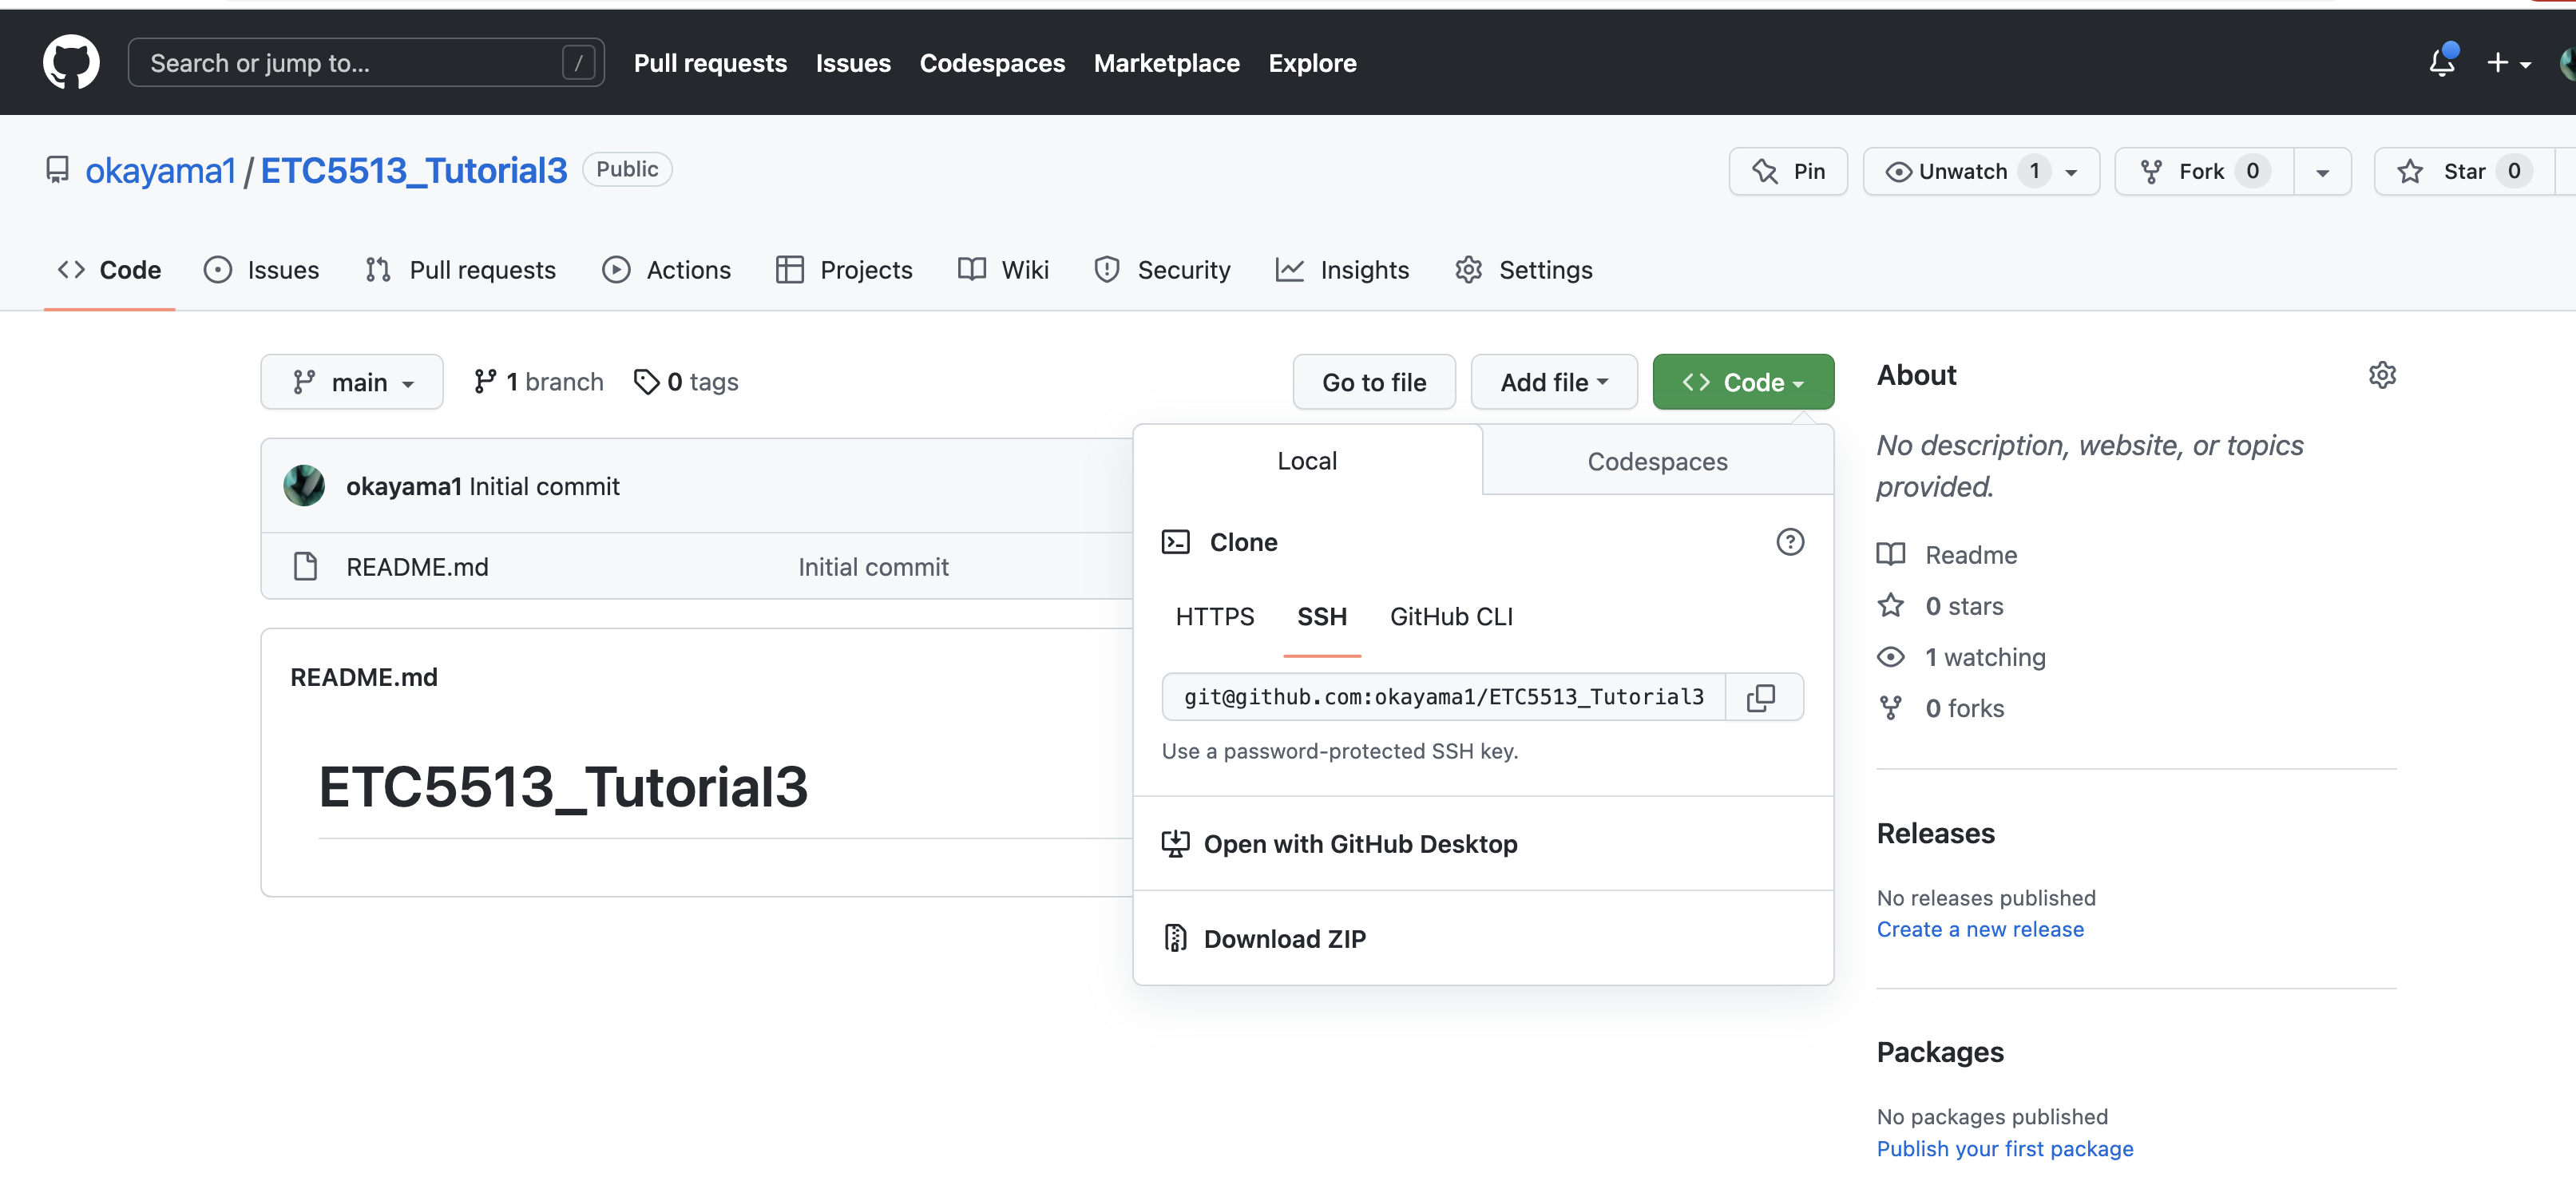 Search or jump to... /
Pull requests Issues Codespaces Marketplace Explore
okayama1 / ETC5513_Tutorial3 Public
Pin Unwatch 1 Fork 0 Star 0
Code Issues Pull requests Actions Projects Wiki Security Insights Settings
main 1 branch 0 tags
Go to file Add file Code
okayama1 Initial commit
README.md Initial commit
README.md
ETC5513_Tutorial3
Local Codespaces
Clone
HTTPS SSH GitHub CLI
git@github.com:okayama1/ETC5513_Tutorial3
Use a password-protected SSH key.
Open with GitHub Desktop
Download ZIP
About
No description, website, or topics
provided.
Readme
0 stars
1 watching
0 forks
Releases
No releases published
Create a new release
Packages
No packages published
Publish your first package